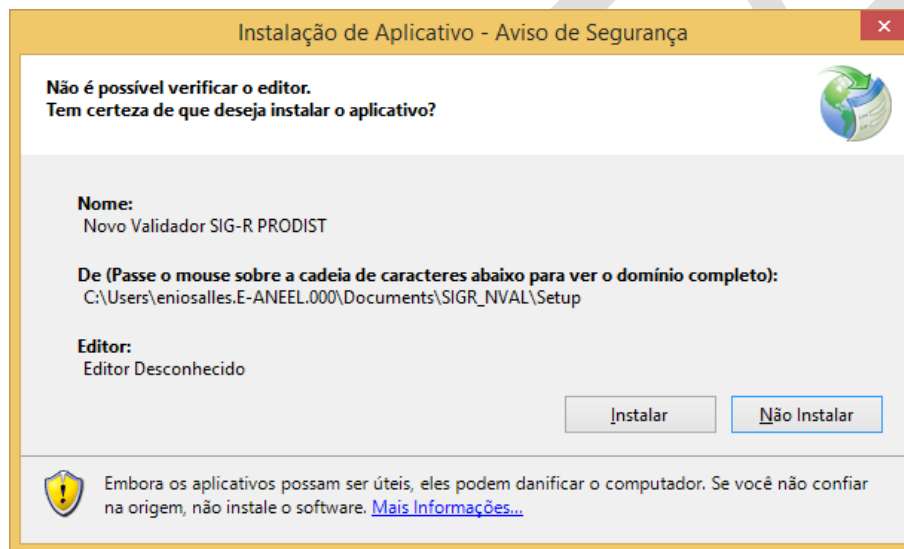 Instalação de Aplicativo - Aviso de Segurança
Não é possível verificar o editor.
Tem certeza de que deseja instalar o aplicativo?
Nome:
Novo Validador SIG-R PRODIST
De (Passe o mouse sobre a cadeia de caracteres abaixo para ver o domínio completo):
C:\Users\eniosalles.E-ANEEL.000\Documents\SIGR_NVAL\Setup
Editor:
Editor Desconhecido
Instalar
Não Instalar
Embora os aplicativos possam ser úteis, eles podem danificar o computador. Se você não confiar
na origem, não instale o software. Mais Informações...